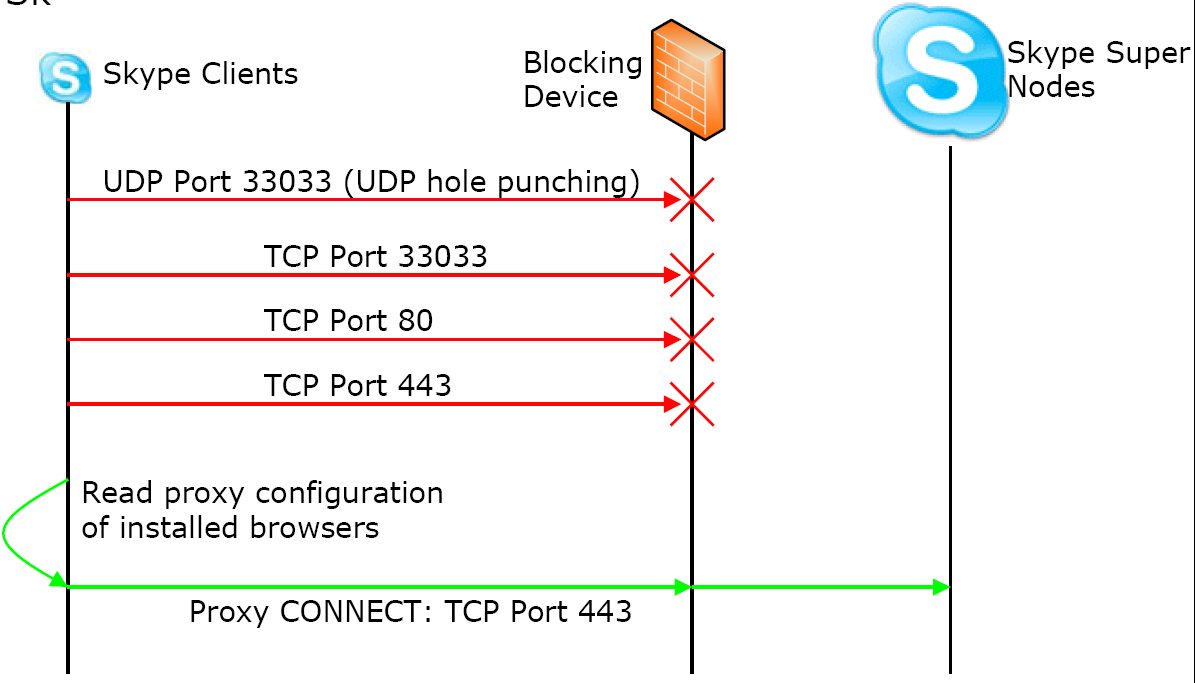 Skype Clients
Blocking
Device
Skype Super
Nodes
UDP Port 33033 (UDP hole punching)
TCP Port 33033
TCP Port 80
TCP Port 443
Read proxy configuration
of installed browsers
Proxy CONNECT: TCP Port 443